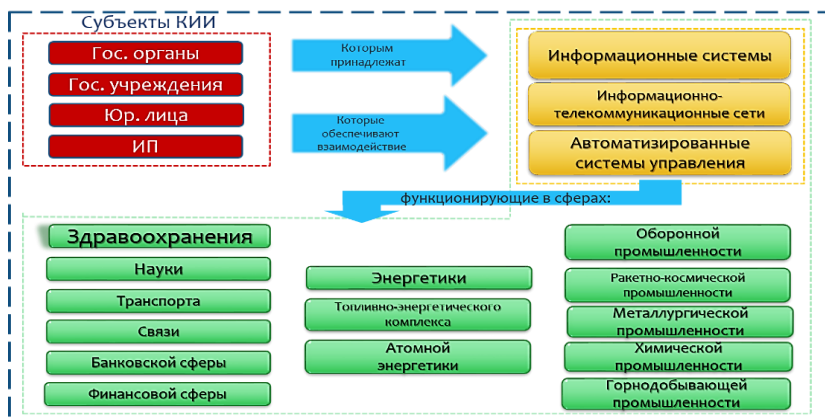 Субъекты КИИ
Гос. органы
Гос. учреждения
Юр. лица
ИП
Которым
принадлежат
Которые
обеспечивают
взаимодействие
Информационные системы
Информационно-
телекоммуникационные сети
Автоматизированные
системы управления
функционирующие в сферах:
Здравоохранения
Науки
Транспорта
Связи
Банковской сферы
Финансовой сферы
Энергетики
Топливно-энергетического
комплекса
Атомной
энергетики
Оборонной
промышленности
Ракетно-космической
промышленности
Металлургической
промышленности
Химической
промышленности
Горнодобывающей
промышленности